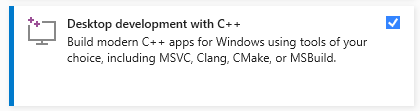 Desktop development with C++
Build modern C++ apps for Windows using tools of your
choice, including MSVC, Clang, CMake, or MSBuild.